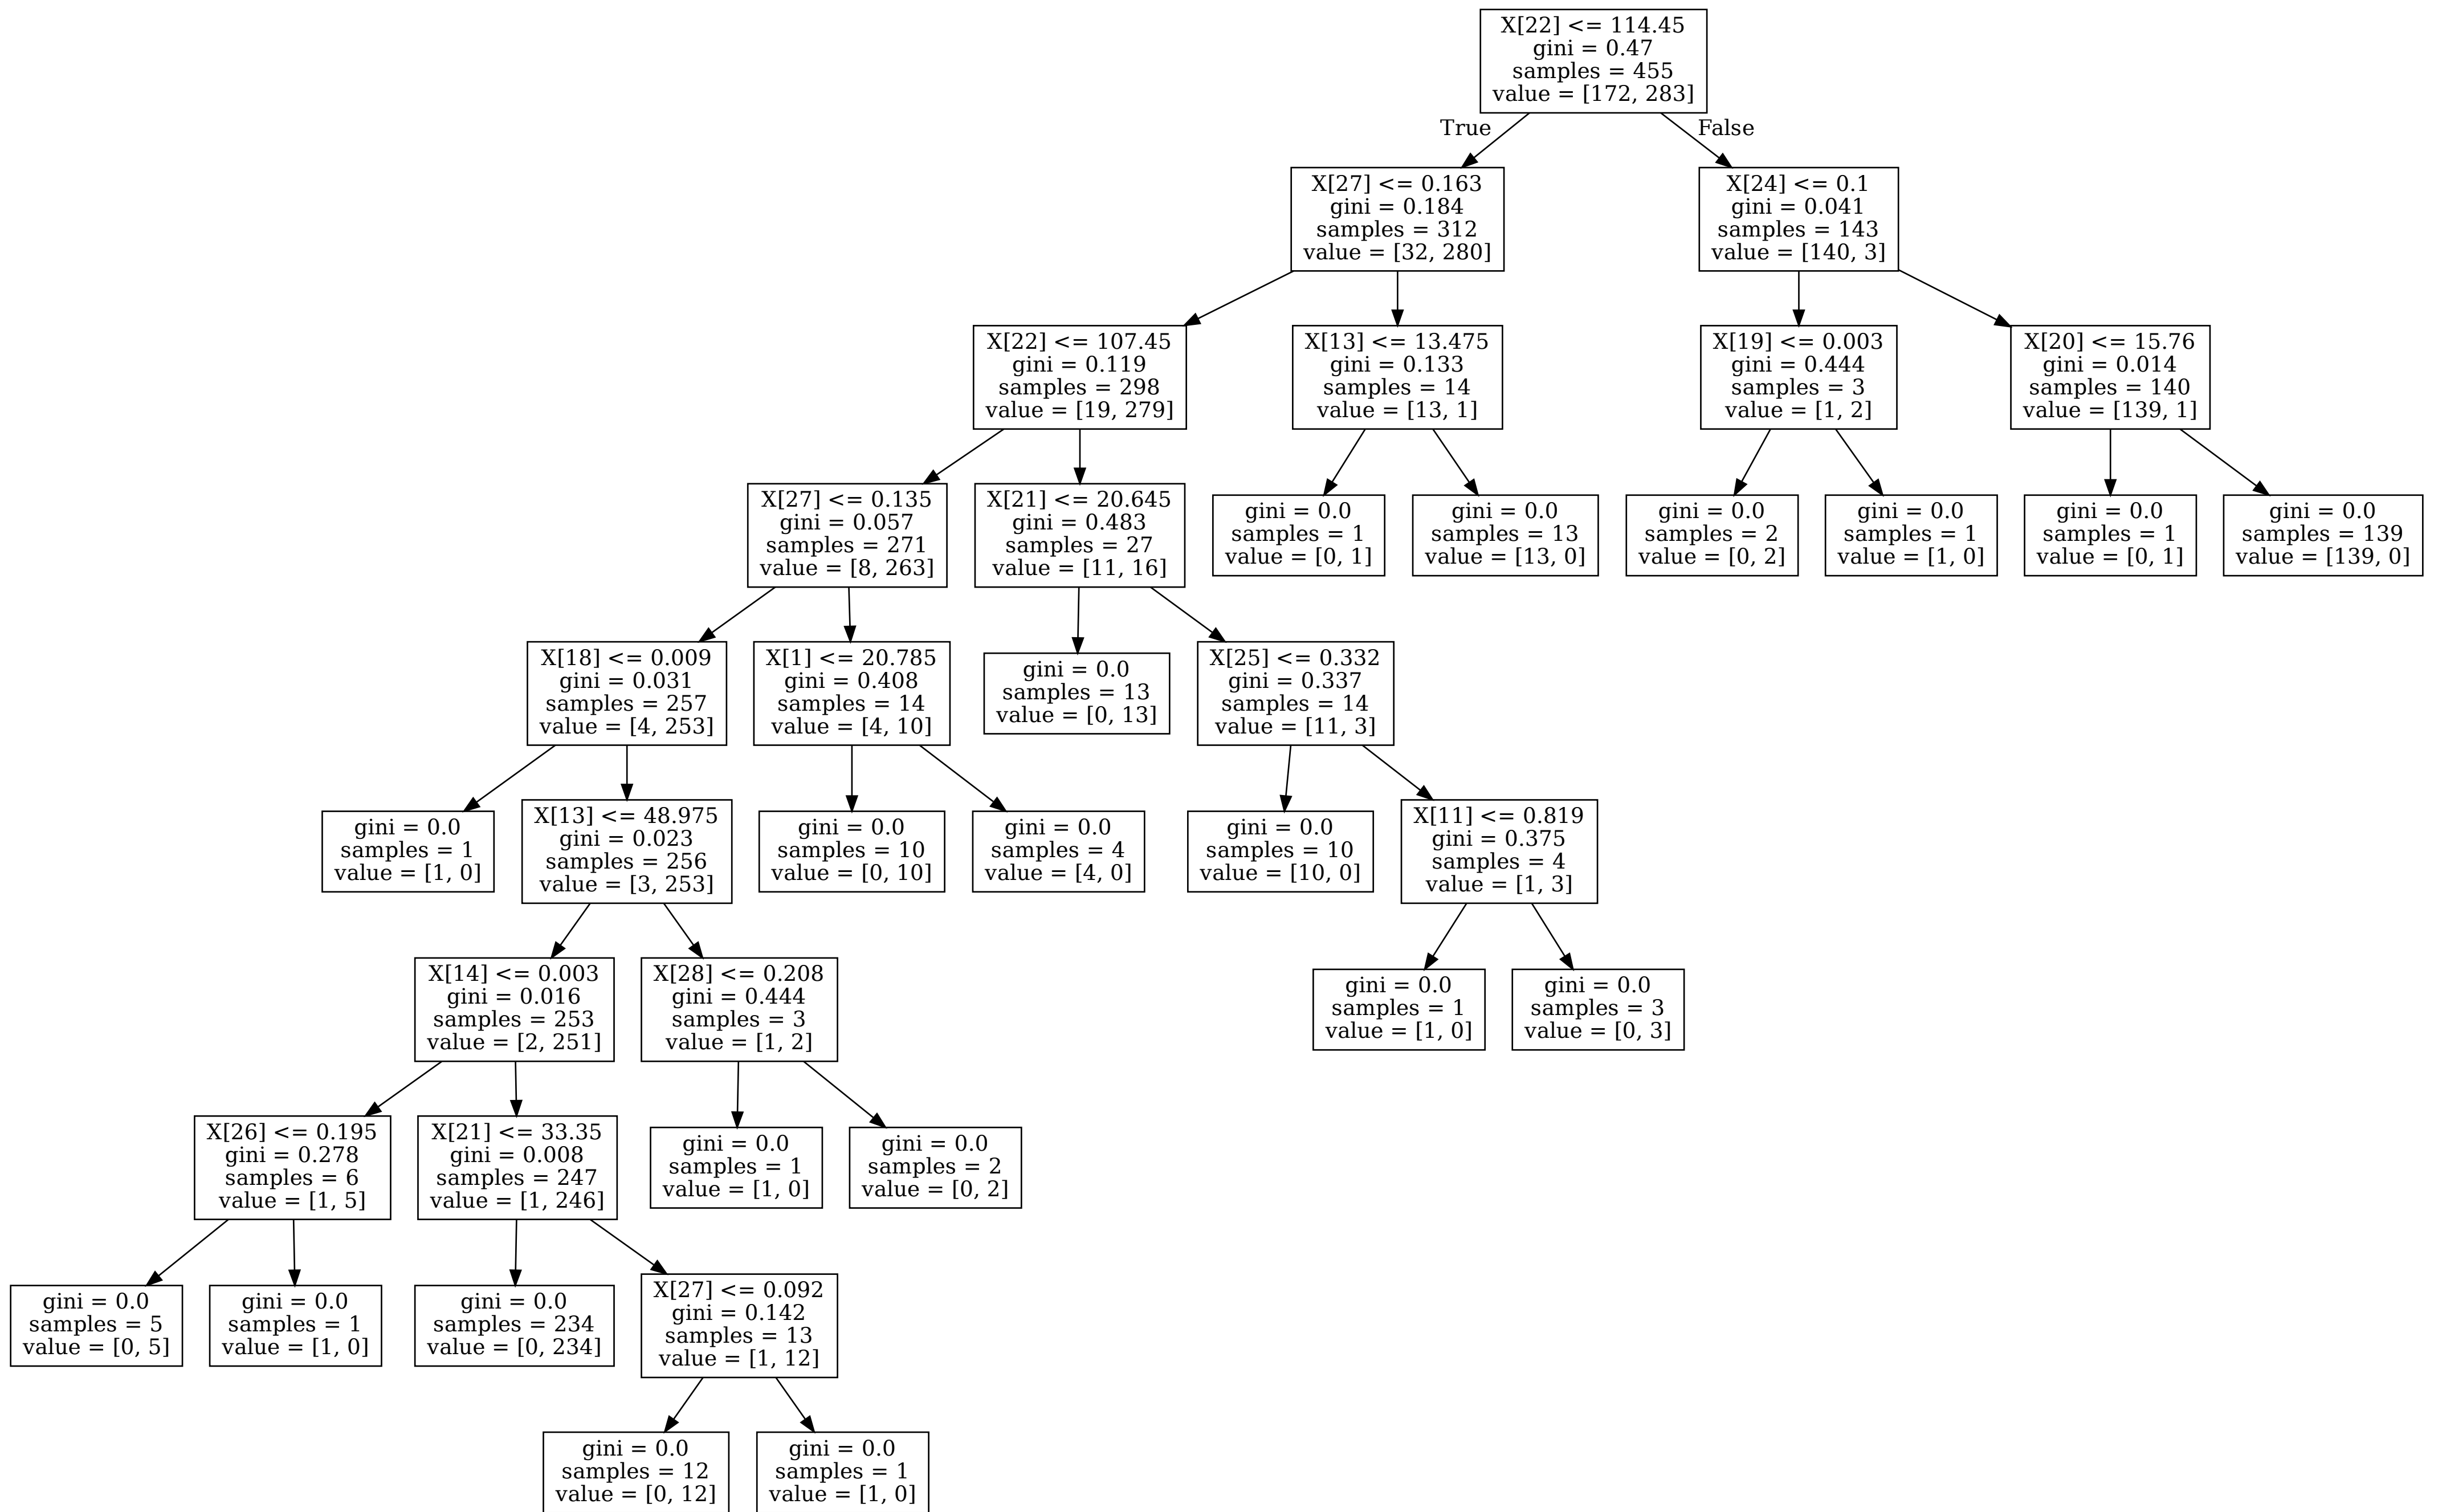 X[22] <= 114.45
gini = 0.47
samples = 455
value = [172, 283]
True
False
X[27] <= 0.163
gini = 0.184
samples = 312
value = [32, 280]
X[24] <= 0.1
gini = 0.041
samples = 143
value = [140, 3]
X[22] <= 107.45
gini = 0.119
samples = 298
value = [19, 279]
X[13] <= 13.475
gini = 0.133
samples = 14
value = [13, 1]
X[19] <= 0.003
gini = 0.444
samples = 3
value = [1, 2]
X[20] <= 15.76
gini = 0.014
samples = 140
value = [139, 1]
X[27] <= 0.135
gini = 0.057
samples = 271
value = [8, 263]
X[21] <= 20.645
gini = 0.483
samples = 27
value = [11, 16]
gini = 0.0
samples = 1
value = [0, 1]
gini = 0.0
samples = 13
value = [13, 0]
gini = 0.0
samples = 2
value = [0, 2]
gini = 0.0
samples = 1
value = [1, 0]
gini = 0.0
samples = 1
value = [0, 1]
gini = 0.0
samples = 139
value = [139, 0]
X[18] <= 0.009
gini = 0.031
samples = 257
value = [4, 253]
X[1] <= 20.785
gini = 0.408
samples = 14
value = [4, 10]
gini = 0.0
samples = 13
value = [0, 13]
X[25] <= 0.332
gini = 0.337
samples = 14
value = [11, 3]
gini = 0.0
samples = 1
value = [1, 0]
X[13] <= 48.975
gini = 0.023
samples = 256
value = [3, 253]
gini = 0.0
samples = 10
value = [0, 10]
gini = 0.0
samples = 4
value = [4, 0]
gini = 0.0
samples = 10
value = [10, 0]
X[11] <= 0.819
gini = 0.375
samples = 4
value = [1, 3]
X[14] <= 0.003
gini = 0.016
samples = 253
value = [2, 251]
X[28] <= 0.208
gini = 0.444
samples = 3
value = [1, 2]
gini = 0.0
samples = 1
value = [1, 0]
gini = 0.0
samples = 3
value = [0, 3]
X[26] <= 0.195
gini = 0.278
samples = 6
value = [1, 5]
X[21] <= 33.35
gini = 0.008
samples = 247
value = [1, 246]
gini = 0.0
samples = 1
value = [1, 0]
gini = 0.0
samples = 2
value = [0, 2]
gini = 0.0
samples = 5
value = [0, 5]
gini = 0.0
samples = 1
value = [1, 0]
gini = 0.0
samples = 234
value = [0, 234]
X[27] <= 0.092
gini = 0.142
samples = 13
value = [1, 12]
gini = 0.0
samples = 12
value = [0, 12]
gini = 0.0
samples = 1
value = [1, 0]